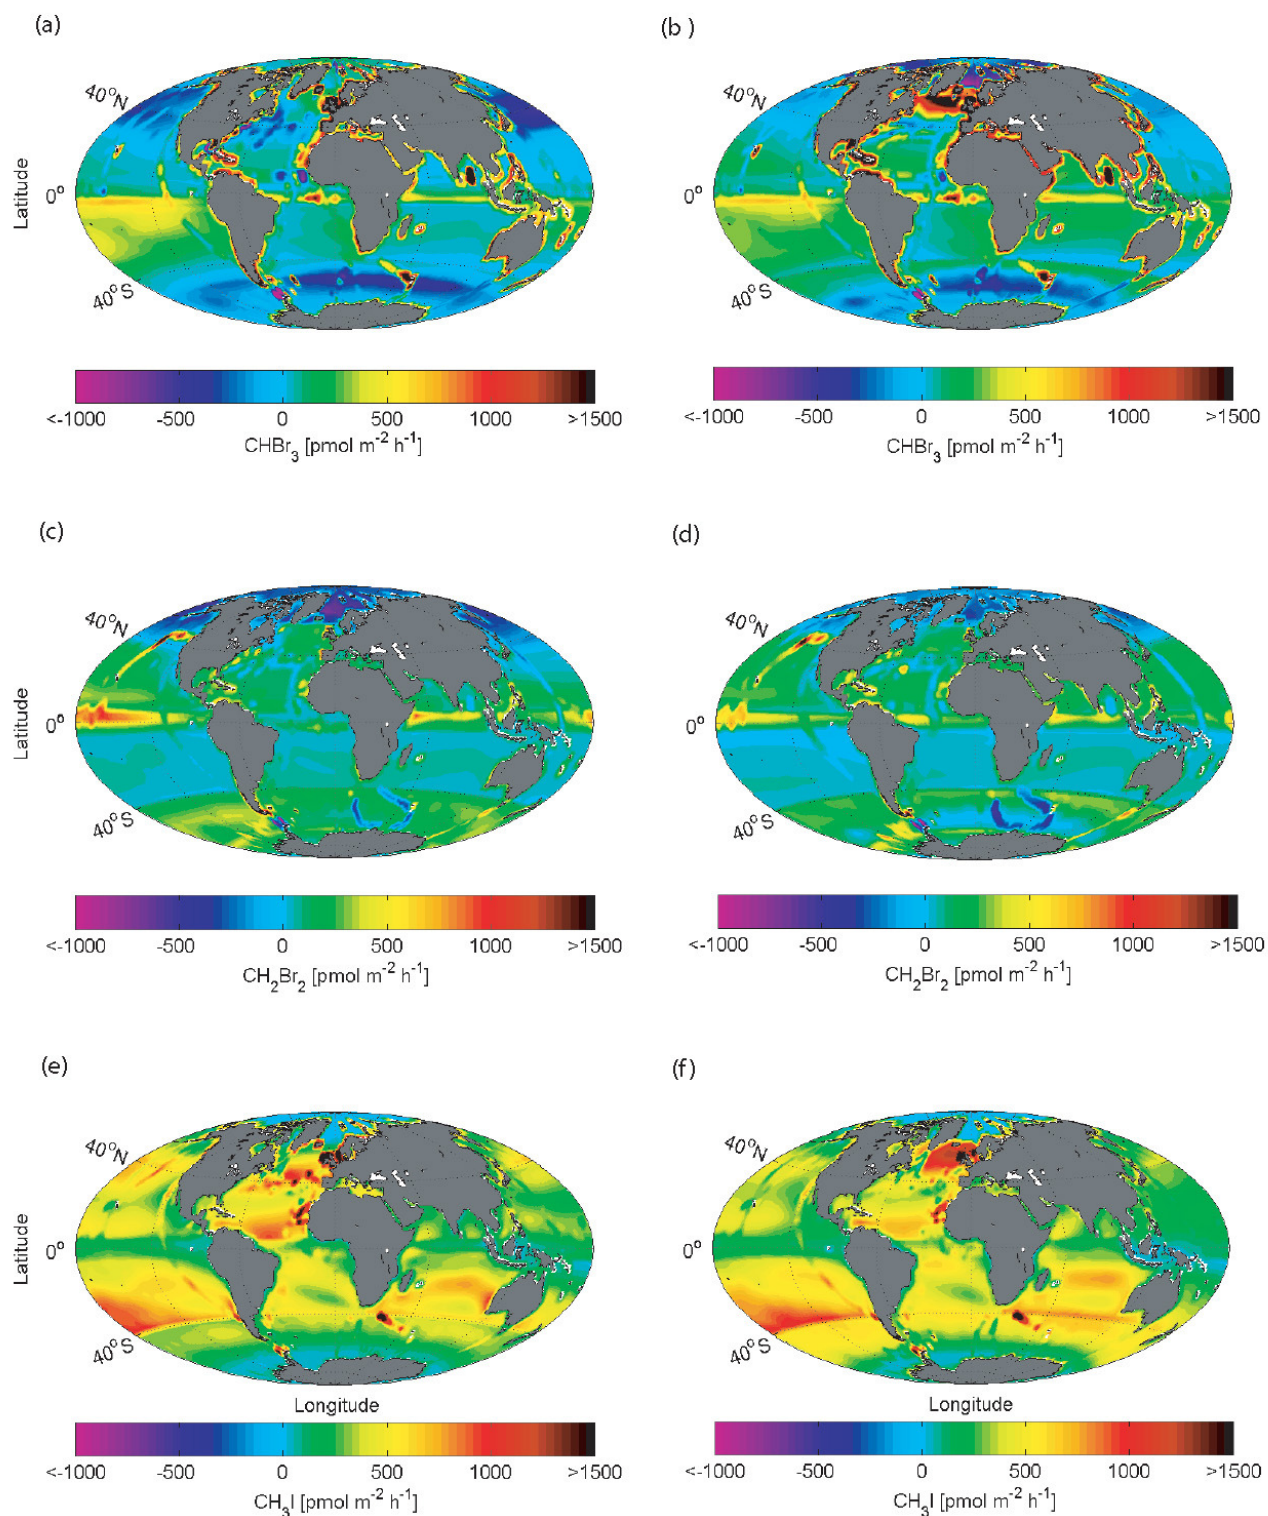 (a)
(b )
40°N
40°N
Latitude
0°
0°
40°S
40°S
<-1000 -500 0 500 1000 >1500
<-1000 -500 0 500 1000 >1500
CHBr3 [pmol m-2 h-1]
CHBr3 [pmol m-2 h-1]
(c)
(d)
40°N
40°N
Latitude
0°
0°
40°S
40°S
<-1000 -500 0 500 1000 >1500
<-1000 -500 0 500 1000 >1500
CH2Br2 [pmol m-2 h-1]
CH2Br2 [pmol m-2 h-1]
(e)
(f)
40°N
40°N
Latitude
0°
0°
40°S
40°S
Longitude
Longitude
<-1000 -500 0 500 1000 >1500
<-1000 -500 0 500 1000 >1500
CH3I [pmol m-2 h-1]
CH3I [pmol m-2 h-1]